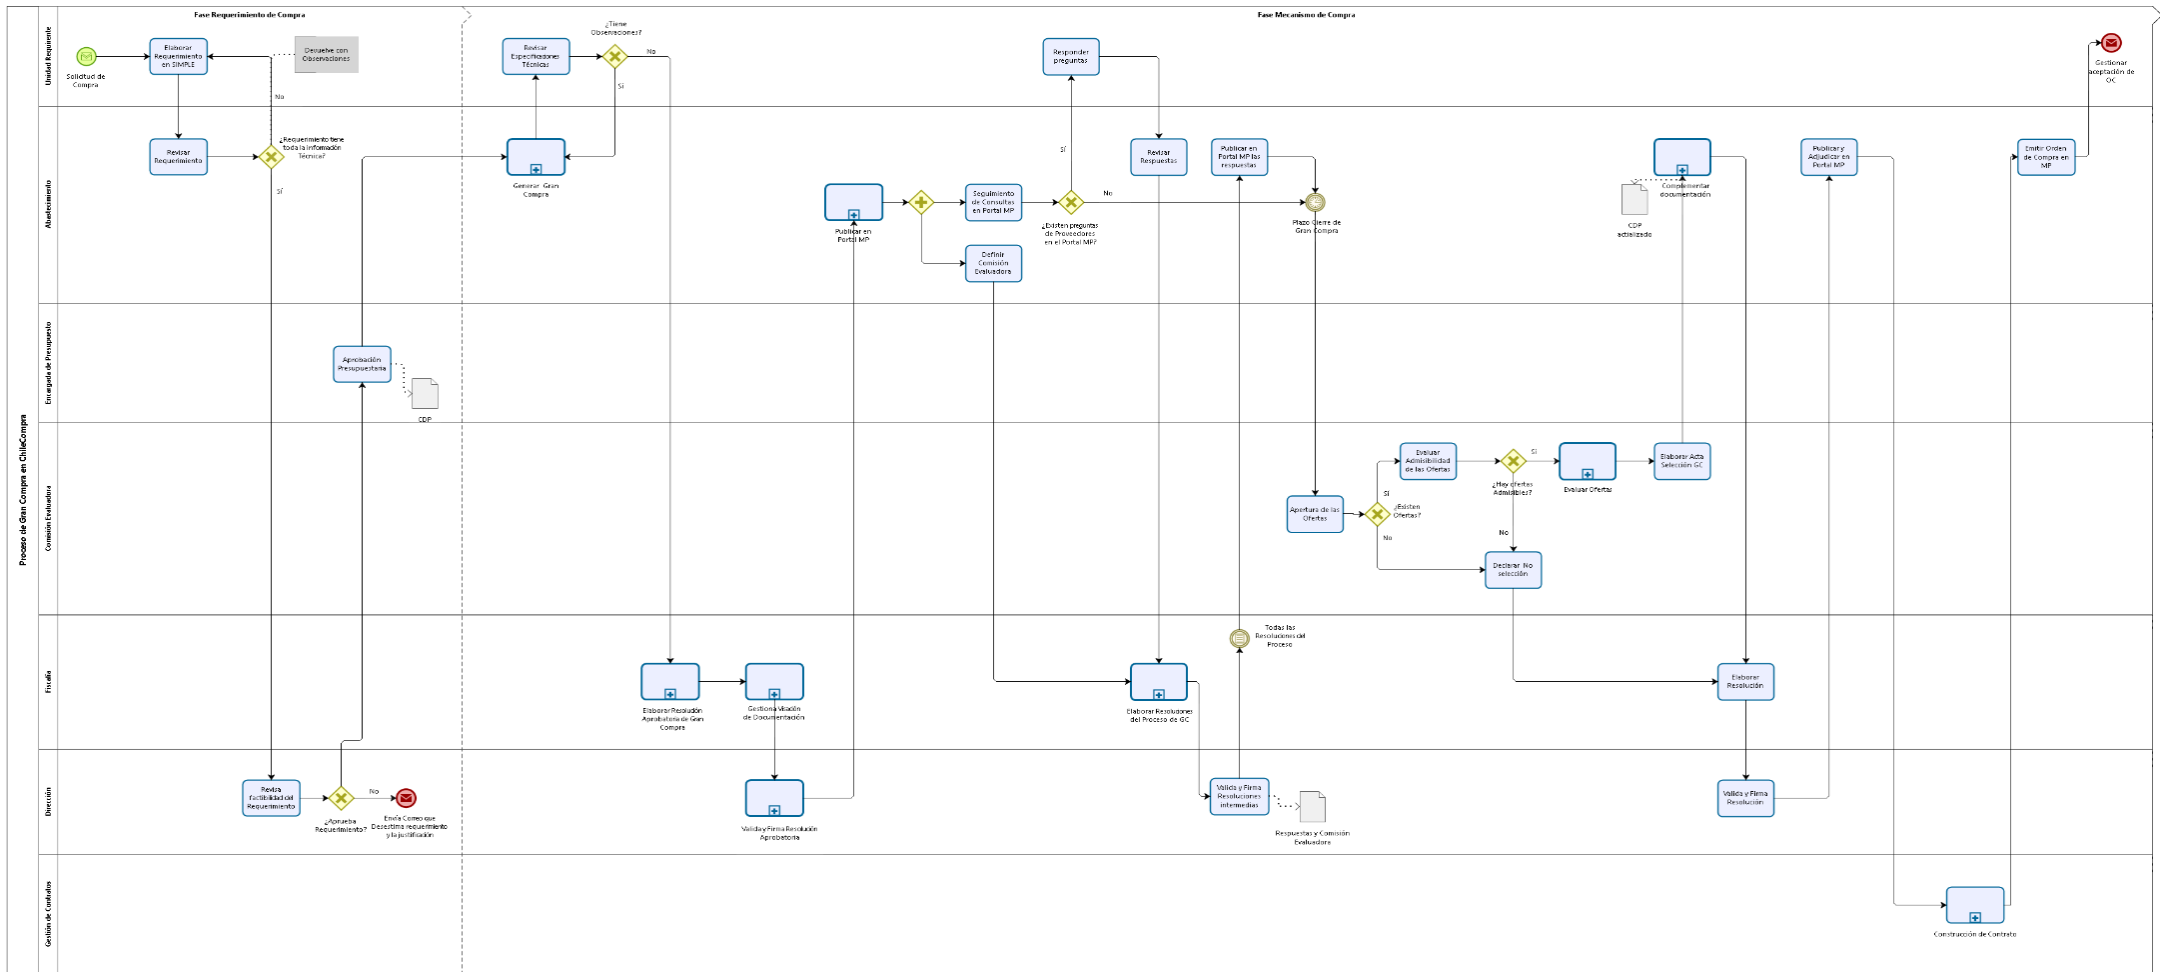 Fase Requerimiento de Compra
Fase Mecanismo de Compra
Proceso de Gran Compra en ChileCompra
Unidad Requirente
Solicitud de
Compra
Elaborar
Requerimiento
en SIMPLE
Devuelve con
Observaciones
No
Revisar
Especificaciones
Técnicas
¿Tiene
Observaciones?
No
Sí
Responder
preguntas
Gestionar
aceptación de
OC
Abastecimiento
Revisar
Requerimiento
¿Requerimiento tiene
toda la Información
Técnica?
Sí
Generar Gran
Compra
Publicar en
Portal MP
Seguimiento
de Consultas
en Portal MP
Definir
Comisión
Evaluadora
Sí
¿Existen preguntas
de Proveedores
en el Portal MP?
No
Revisar
Respuestas
Publicar en
Portal MP las
respuestas
Plazo Cierre de
Gran Compra
Complementar
documentación
CDP
actializado
Publicar y
Adjudicar en
Portal MP
Emitir Orden
de Compra en
MP
Encargada de Presupuesto
Aprobación
Presupuestaria
CDP
Comisión Evaluadora
Apertura de las
Ofertas
¿Existen
Ofertas?
Sí
No
Evaluar
Admisibilidad
de las Ofertas
¿Hay ofertas
Admisibles?
Sí
No
Evaluar Ofertas
Elaborar Acta
Selección GC
Declarar No
selección
Fiscalía
Elaborar Resolución
Aprobatoria de Gran
Compra
Gestiona Visación
de Documentación
Elaborar Resoluciones
del Proceso de GC
Todas las
Resoluciones del
Proceso
Elaborar
Resolución
Dirección
Revisa
factibilidad del
Requerimiento
¿Aprueba
Requerimiento?
No
Envía Correo que
Desestima requerimiento
y la justificación
Valida y Firma Resolución
Aprobatoria
Valida y Firma
Resoluciones
intermedias
Respuestas y Comisión
Evaluadora
Valida y Firma
Resolución
Gestión de Contratos
Construcción de Contrato